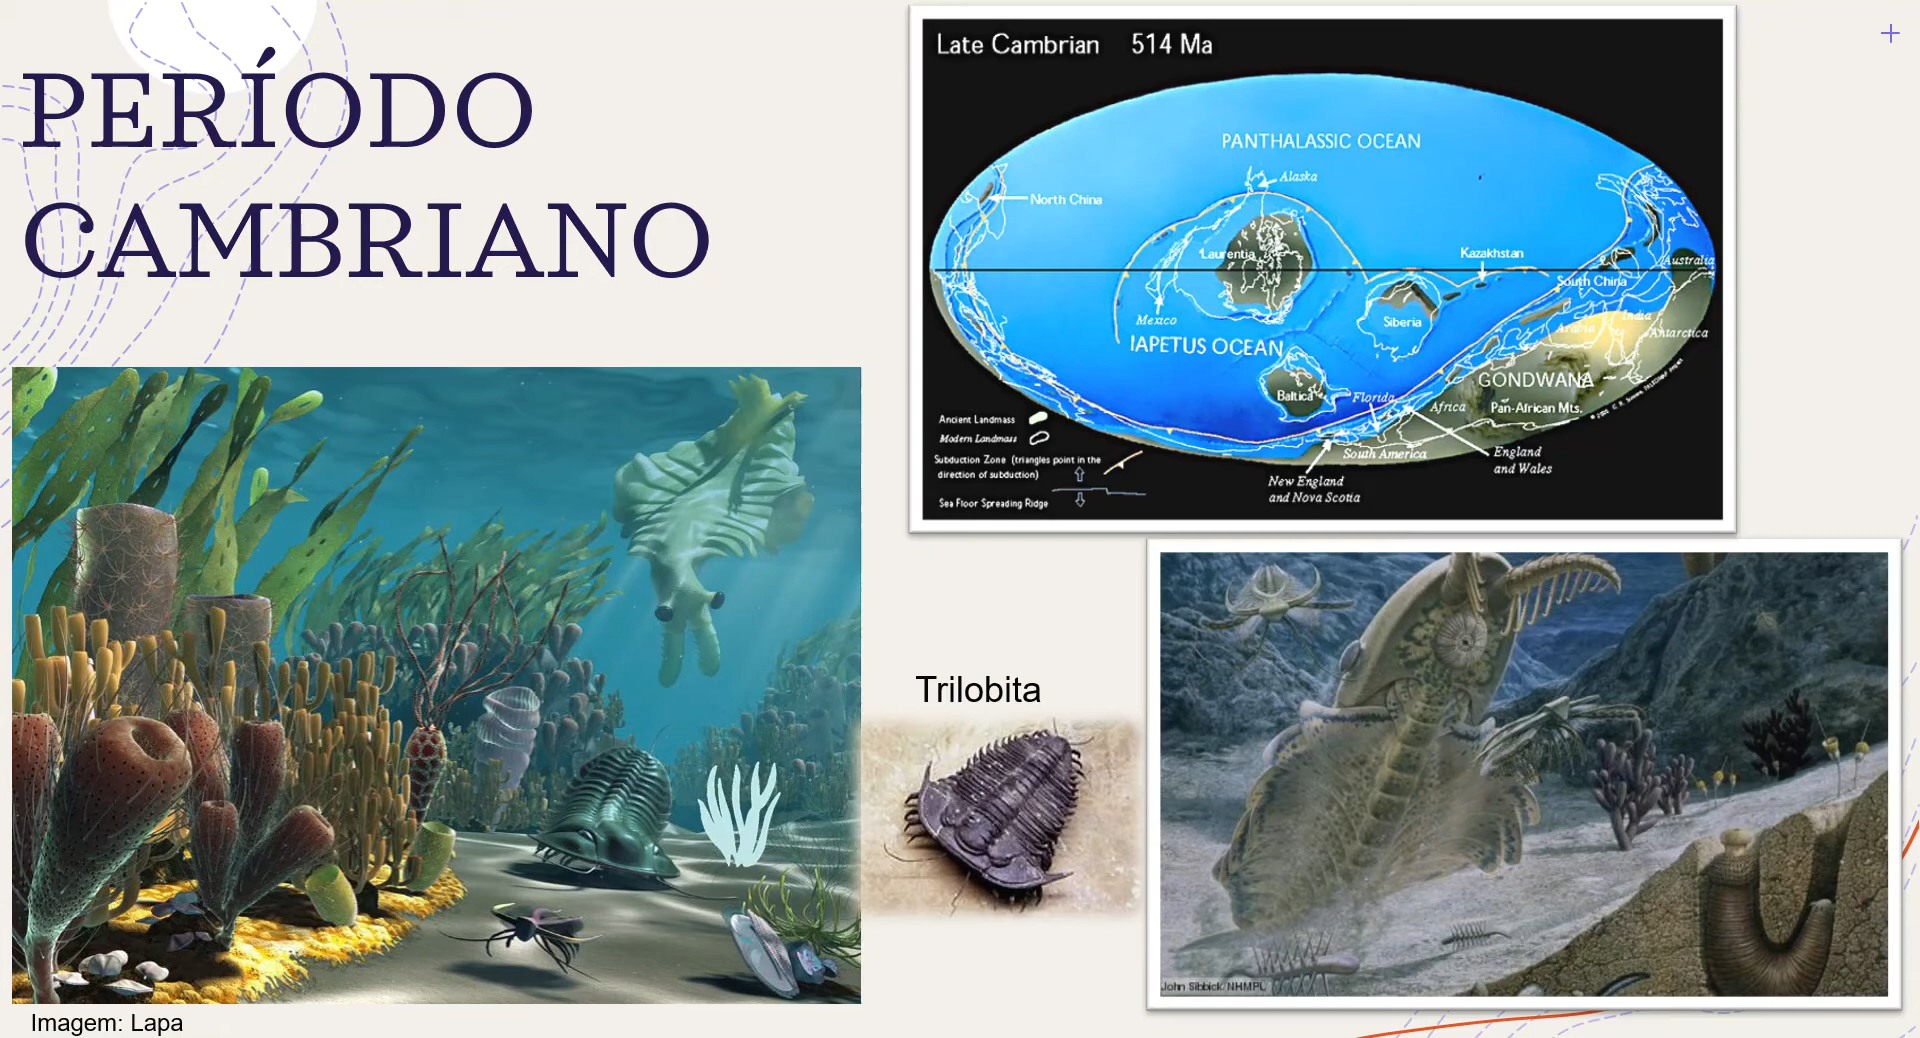 PERÍODO
CAMBRIANO
Late Cambrian 514 Ma
PANTHALASSIC OCEAN
Alaska
North China
Laurentia
Kazakhstan
Australia
South China
Mexico
Siberia
India
Arabia
Antarctica
IAPETUS OCEAN
GONDWANA
Baltica
Florida
Africa
Pan-African Mts.
Ancient Landmass
Modern Landmass
South America
England
and Wales
Subduction Zone (triangles point in the
direction of subduction)
New England
and Nova Scotia
Sea Floor Spreading Ridge
Trilobita
John Sibbick/NHMPL
Imagem: Lapa